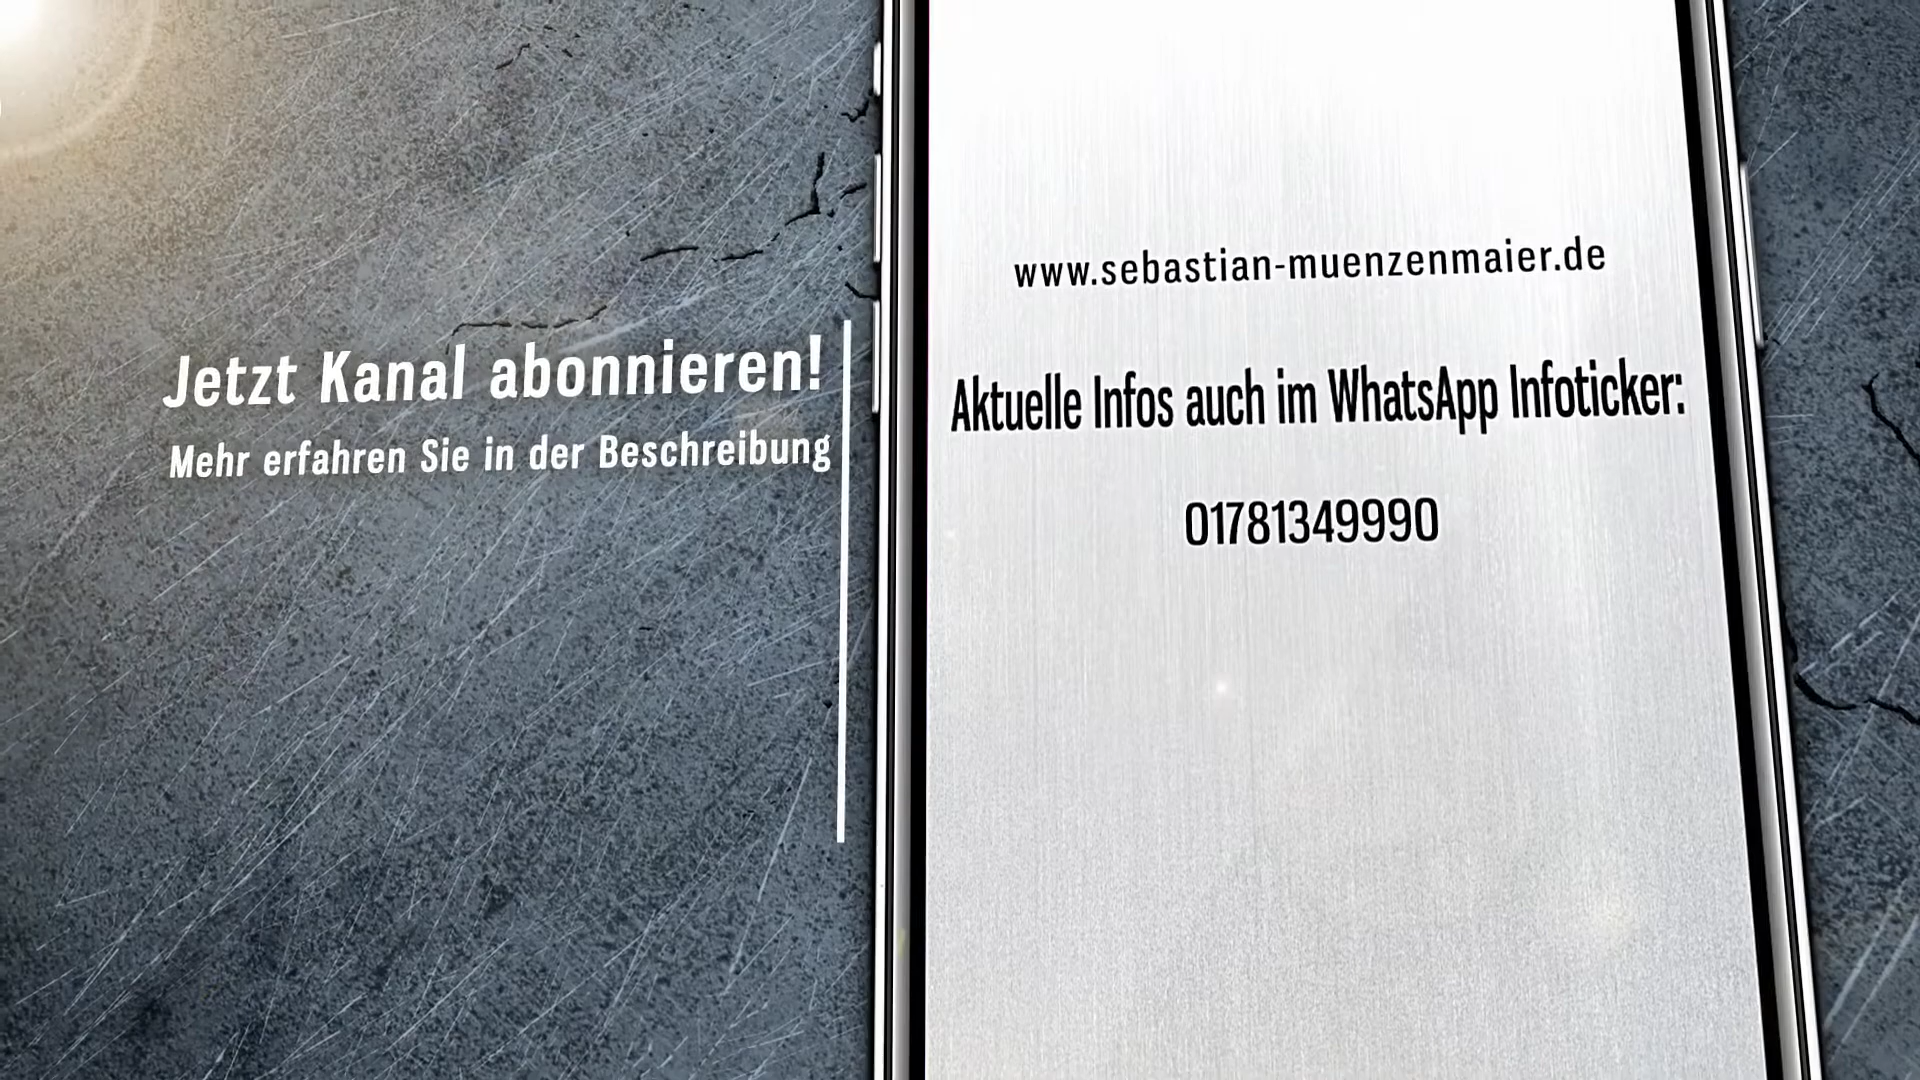 Jetzt Kanal abonnieren!
Mehr erfahren Sie in der Beschreibung
www.sebastian-muenzenmaier.de
Aktuelle Infos auch im WhatsApp Infoticker:
01781349990